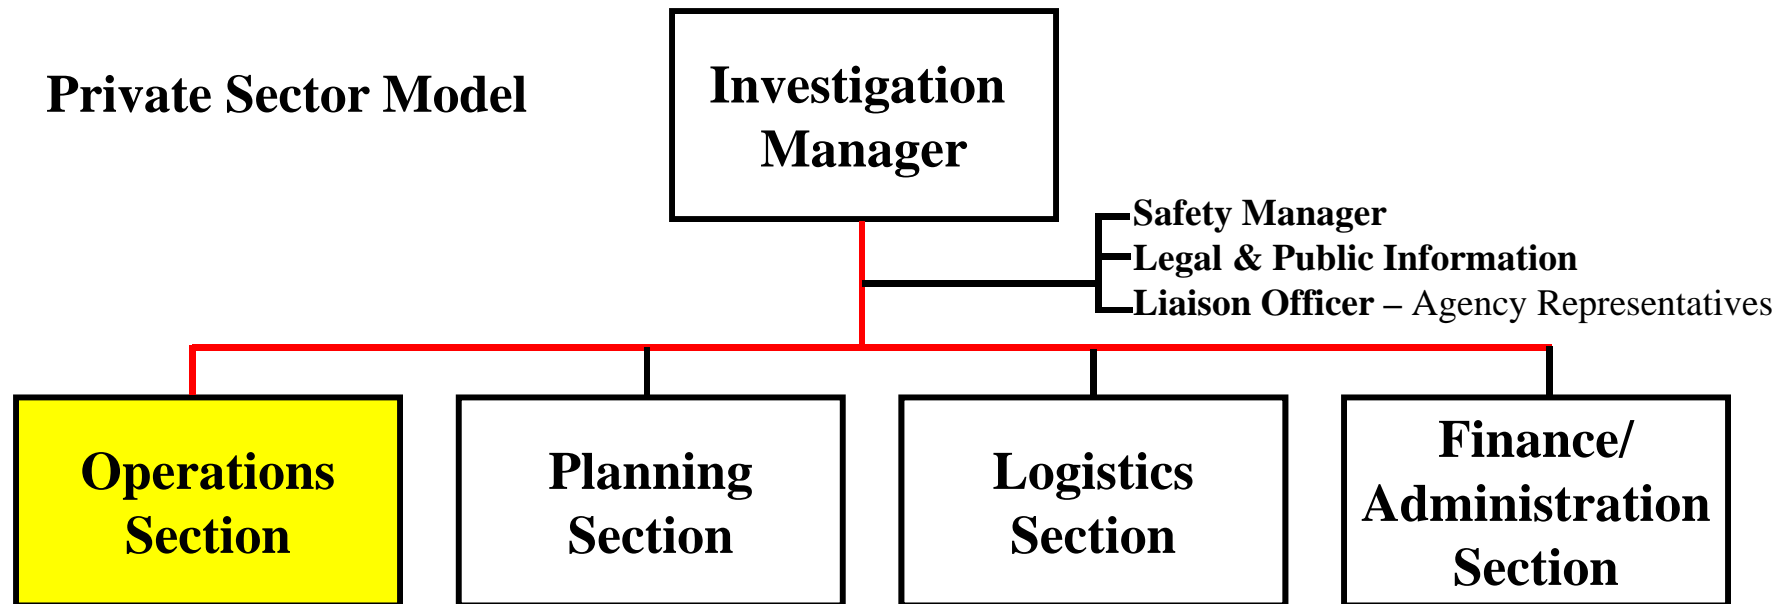 Private Sector Model
Investigation
Manager
Safety Manager
Legal & Public Information
Liaison Officer – Agency Representatives
Operations
Section
Planning
Section
Logistics
Section
Finance/
Administration
Section